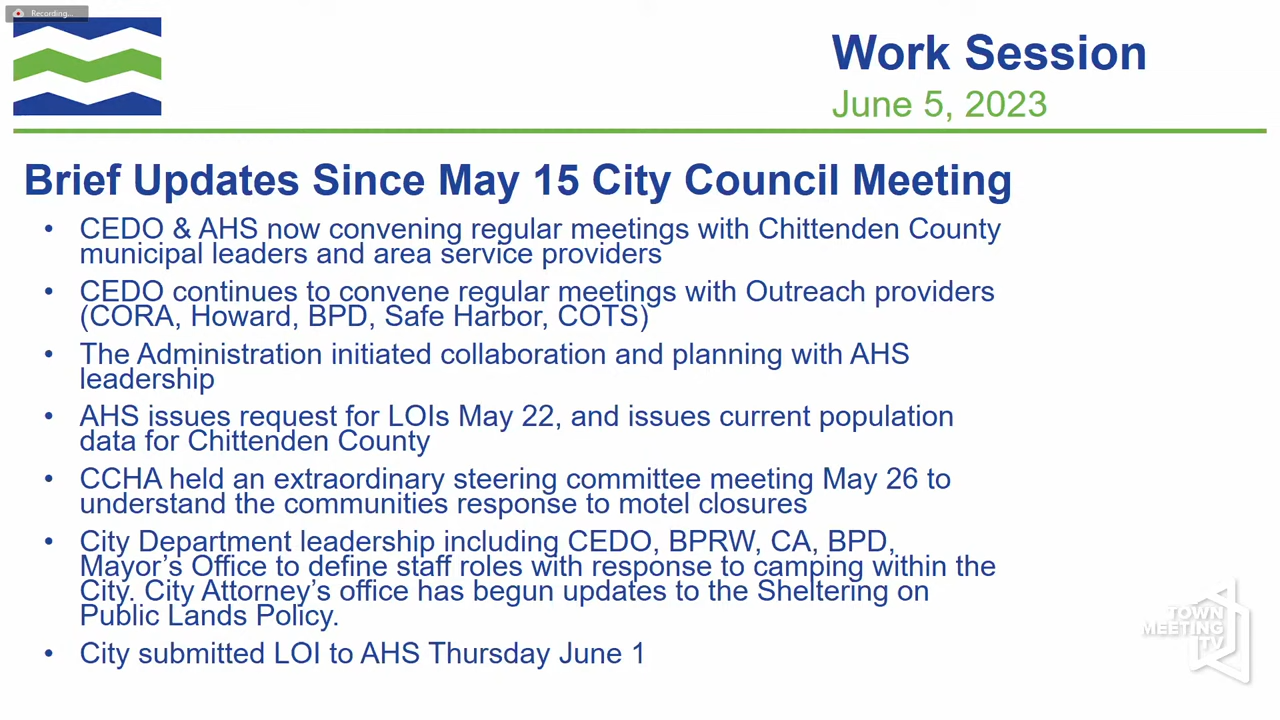 Recording...
Work Session
June 5, 2023
Brief Updates Since May 15 City Council Meeting
• CEDO & AHS now convening regular meetings with Chittenden County
municipal leaders and area service providers
• CEDO continues to convene regular meetings with Outreach providers
(CORA, Howard, BPD, Safe Harbor, COTS)
• The Administration initiated collaboration and planning with AHS
leadership
• AHS issues request for LOIs May 22, and issues current population
data for Chittenden County
• CCHA held an extraordinary steering committee meeting May 26 to
understand the communities response to motel closures
• City Department leadership including CEDO, BPRW, CA, BPD,
Mayor's Office to define staff roles with response to camping within the
City. City Attorney's office has begun updates to the Sheltering on
Public Lands Policy.
• City submitted LOI to AHS Thursday June 1
TOWN
MEETING
TV